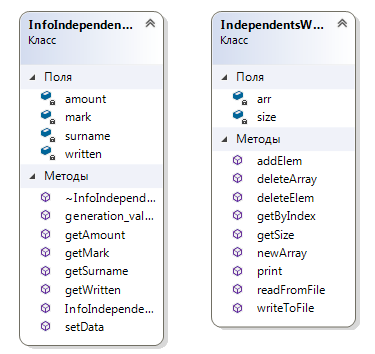 InfoIndependen...
Класс
Поля
amount
mark
surname
written
Методы
~InfoIndepend...
generation_val...
getAmount
getMark
getSurname
getWritten
InfoIndepende...
setData
IndependentsW...
Класс
Поля
arr
size
Методы
addElem
deleteArray
deleteElem
getByIndex
getSize
newArray
print
readFromFile
writeToFile